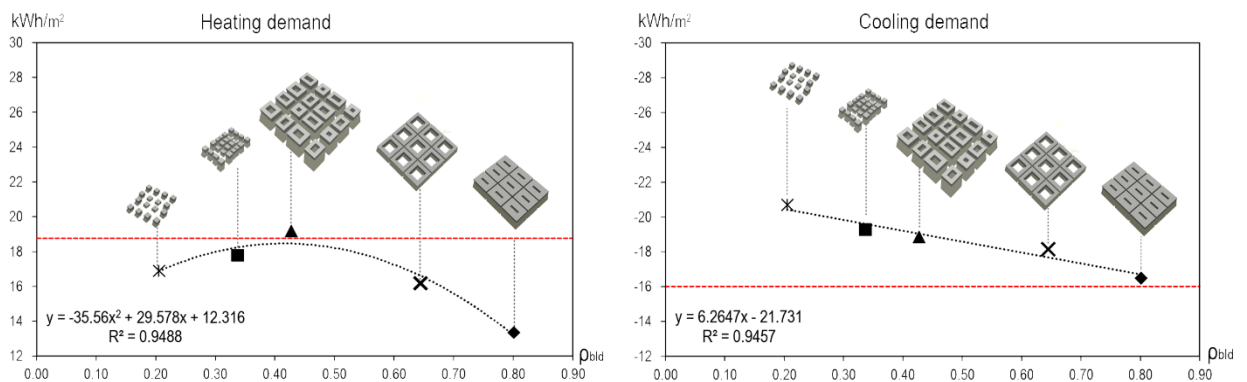 kWh/m²
Heating demand
30
28
26
24
22
20
18
16
14
12
y = -35.56x² + 29.578x + 12.316
R² = 0.9488
0.00 0.10 0.20 0.30 0.40 0.50 0.60 0.70 0.80 0.90
ρbld
kWh/m²
Cooling demand
-30
-28
-26
-24
-22
-20
-18
-16
-14
-12
y = 6.2647x - 21.731
R² = 0.9457
0.00 0.10 0.20 0.30 0.40 0.50 0.60 0.70 0.80 0.90
ρbld